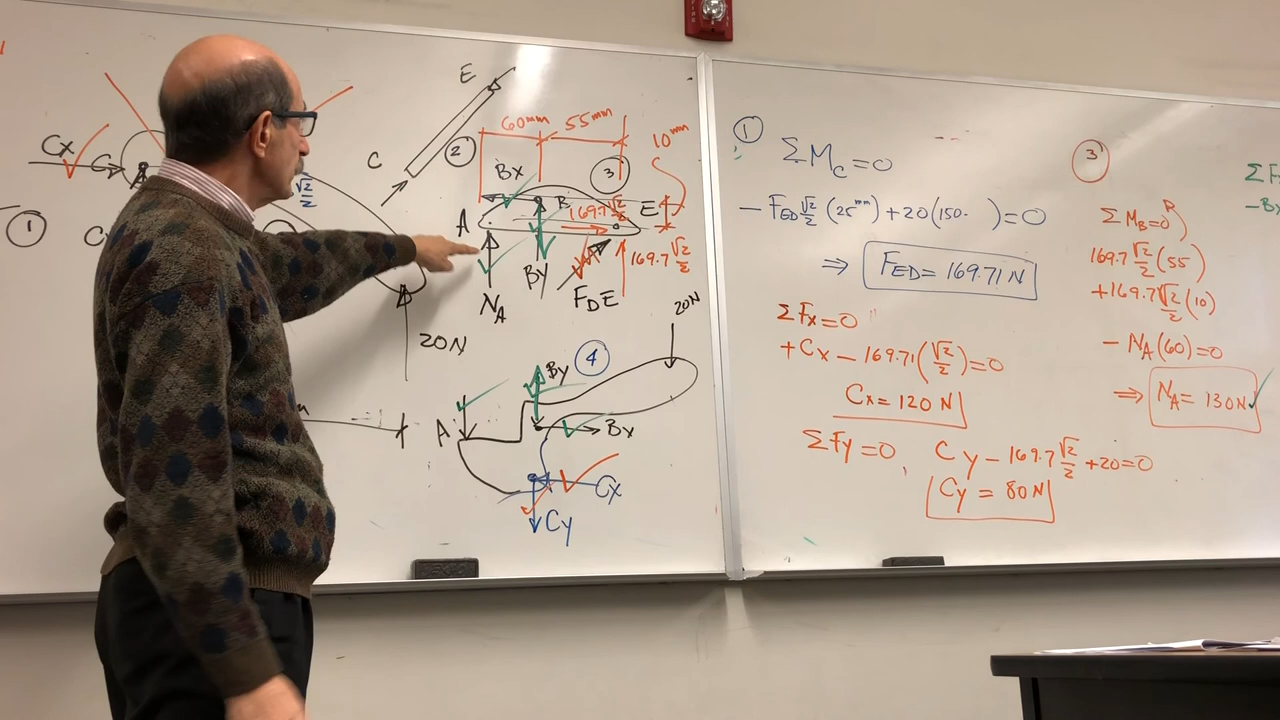 Cx
√2/2
1
C
E
C
2
60mm
55mm
10mm
Bx
3
B
A
169.7 √2/2
E
By
NA
FDE
169.7 √2/2
20N
20N
By
4
A
Bx
Cx
Cy
1
ΣMC=0
-FED √2/2 (25mm) + 20(150. )=0
⇒ FED = 169.71 N
ΣFx=0
+Cx - 169.71(√2/2)=0
Cx = 120 N
ΣFy=0, Cy - 169.7 √2/2 +20=0
Cy = 80N
3
ΣMB=0
169.7 √2/2 (55)
+169.7 √2/2 (10)
- NA(60)=0
⇒ NA = 130N
ΣF
-B